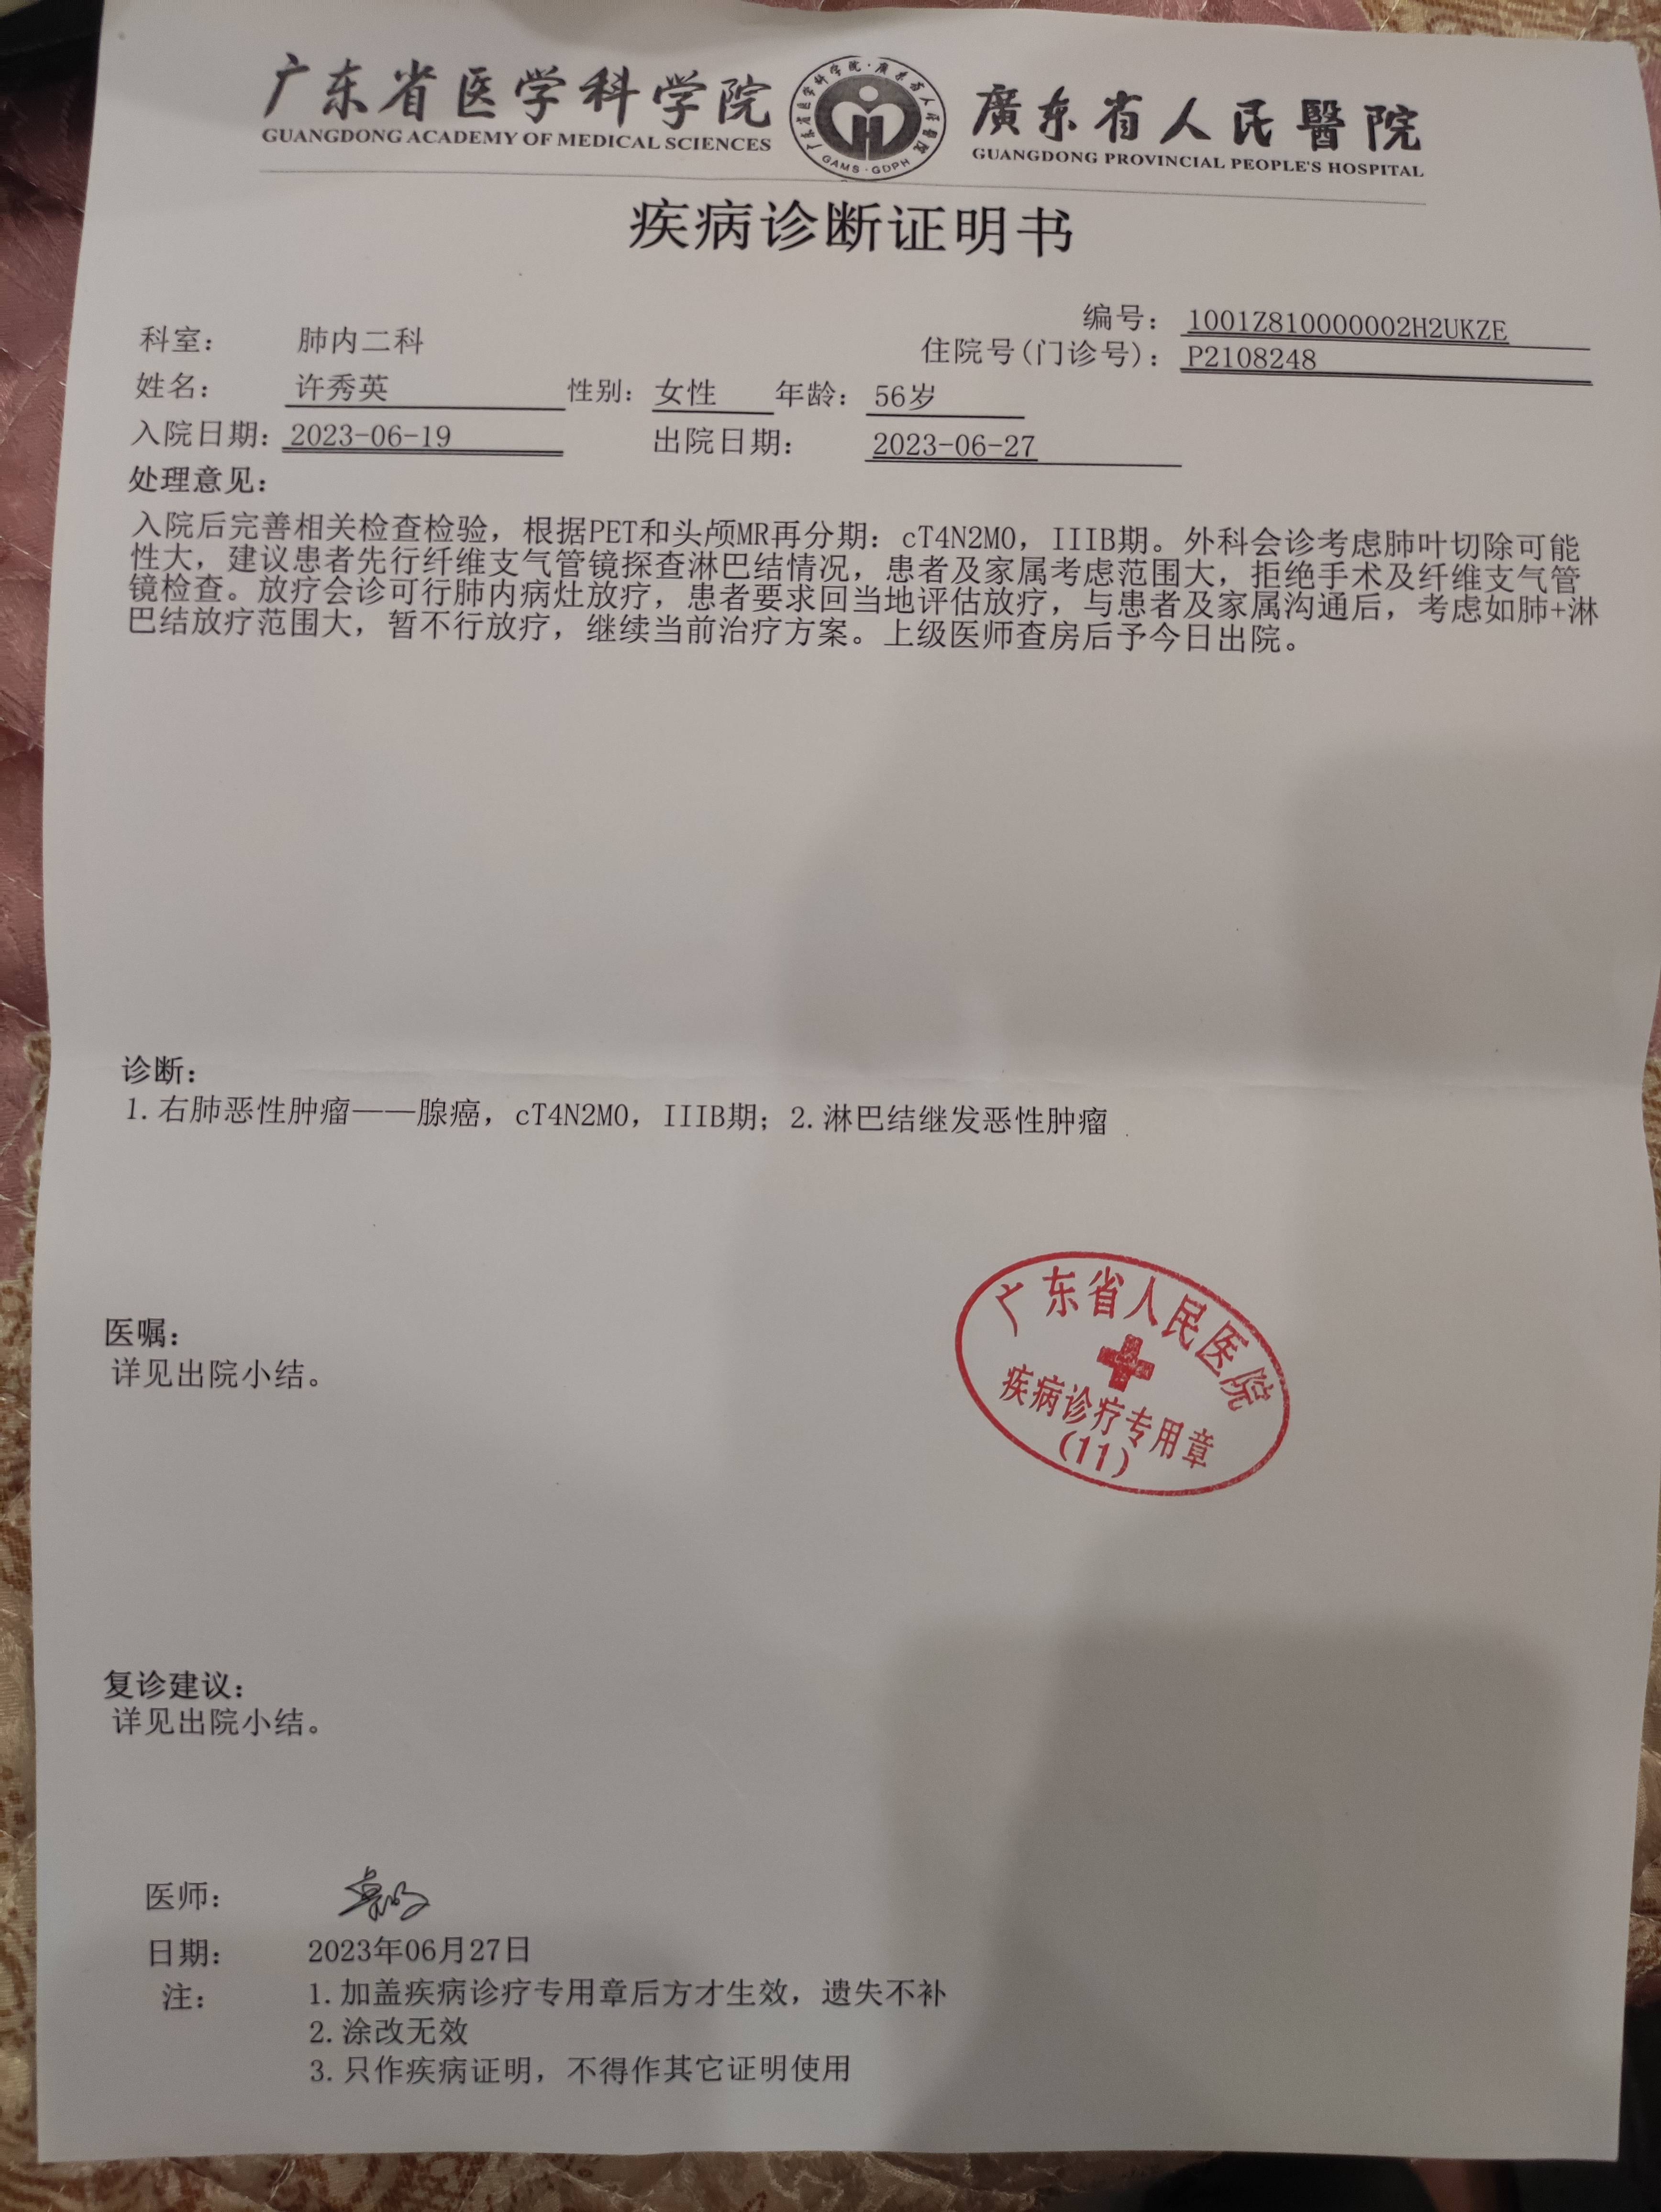 广东省医学科学院
GUANGDONG ACADEMY OF MEDICAL SCIENCES
广东省医学科学院·广东省人民医院
GAMS·GDPH
廣东省人民醫院
GUANGDONG PROVINCIAL PEOPLE'S HOSPITAL
疾病诊断证明书
编号： 1001Z810000002H2UKZE
科室： 肺内二科 住院号(门诊号)： P2108248
姓名： 许秀英 性别： 女性 年龄： 56岁
入院日期： 2023-06-19 出院日期： 2023-06-27
处理意见：
入院后完善相关检查检验，根据PET和头颅MR再分期：cT4N2M0，IIIB期。外科会诊考虑肺叶切除可能
性大，建议患者先行纤维支气管镜探查淋巴结情况，患者及家属考虑范围大，拒绝手术及纤维支气管
镜检查。放疗会诊可行肺内病灶放疗，患者要求回当地评估放疗，与患者及家属沟通后，考虑如肺+淋
巴结放疗范围大，暂不行放疗，继续当前治疗方案。上级医师查房后予今日出院。
诊断：
1.右肺恶性肿瘤——腺癌，cT4N2M0，IIIB期；2.淋巴结继发恶性肿瘤
医嘱：
详见出院小结。
广东省人民医院
疾病诊疗专用章
(11)
复诊建议：
详见出院小结。
医师：
日期： 2023年06月27日
注： 1.加盖疾病诊疗专用章后方才生效，遗失不补
2.涂改无效
3.只作疾病证明，不得作其它证明使用